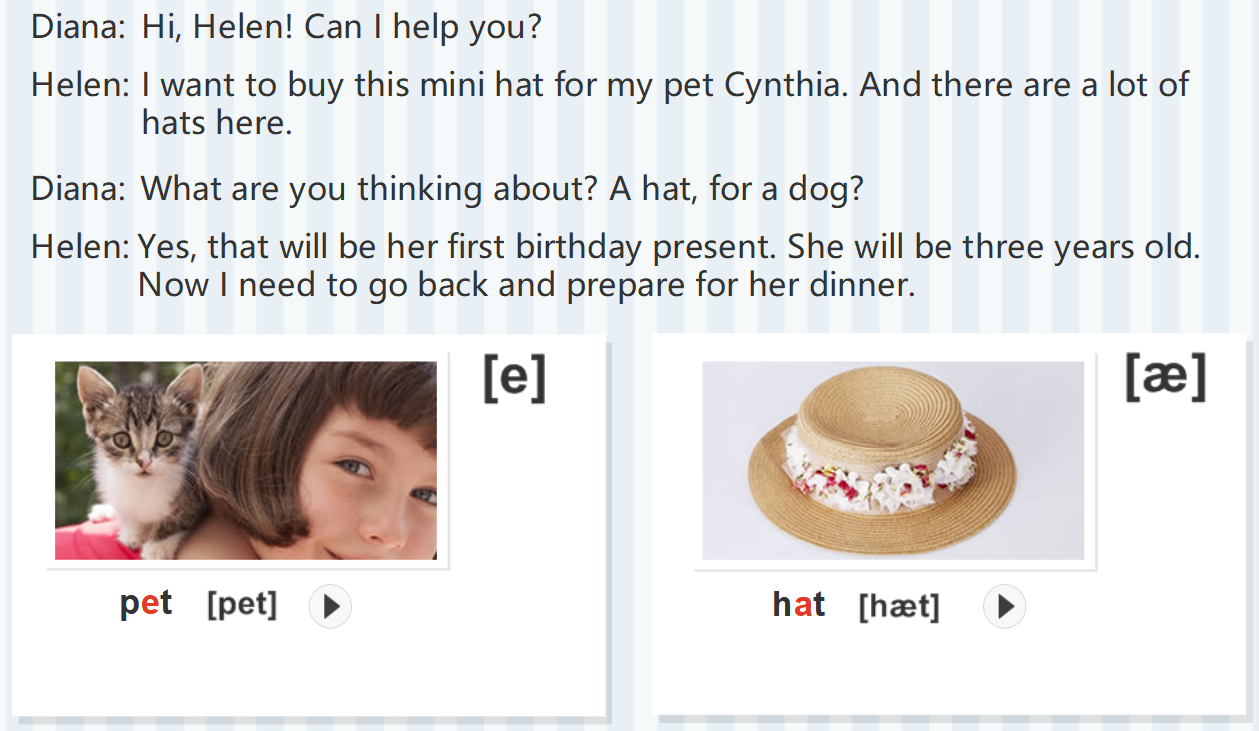 Diana: Hi, Helen! Can I help you?
Helen: I want to buy this mini hat for my pet Cynthia. And there are a lot of
hats here.
Diana: What are you thinking about? A hat, for a dog?
Helen: Yes, that will be her first birthday present. She will be three years old.
Now I need to go back and prepare for her dinner.
[e]
[æ]
pet [pet]
hat [hæt]